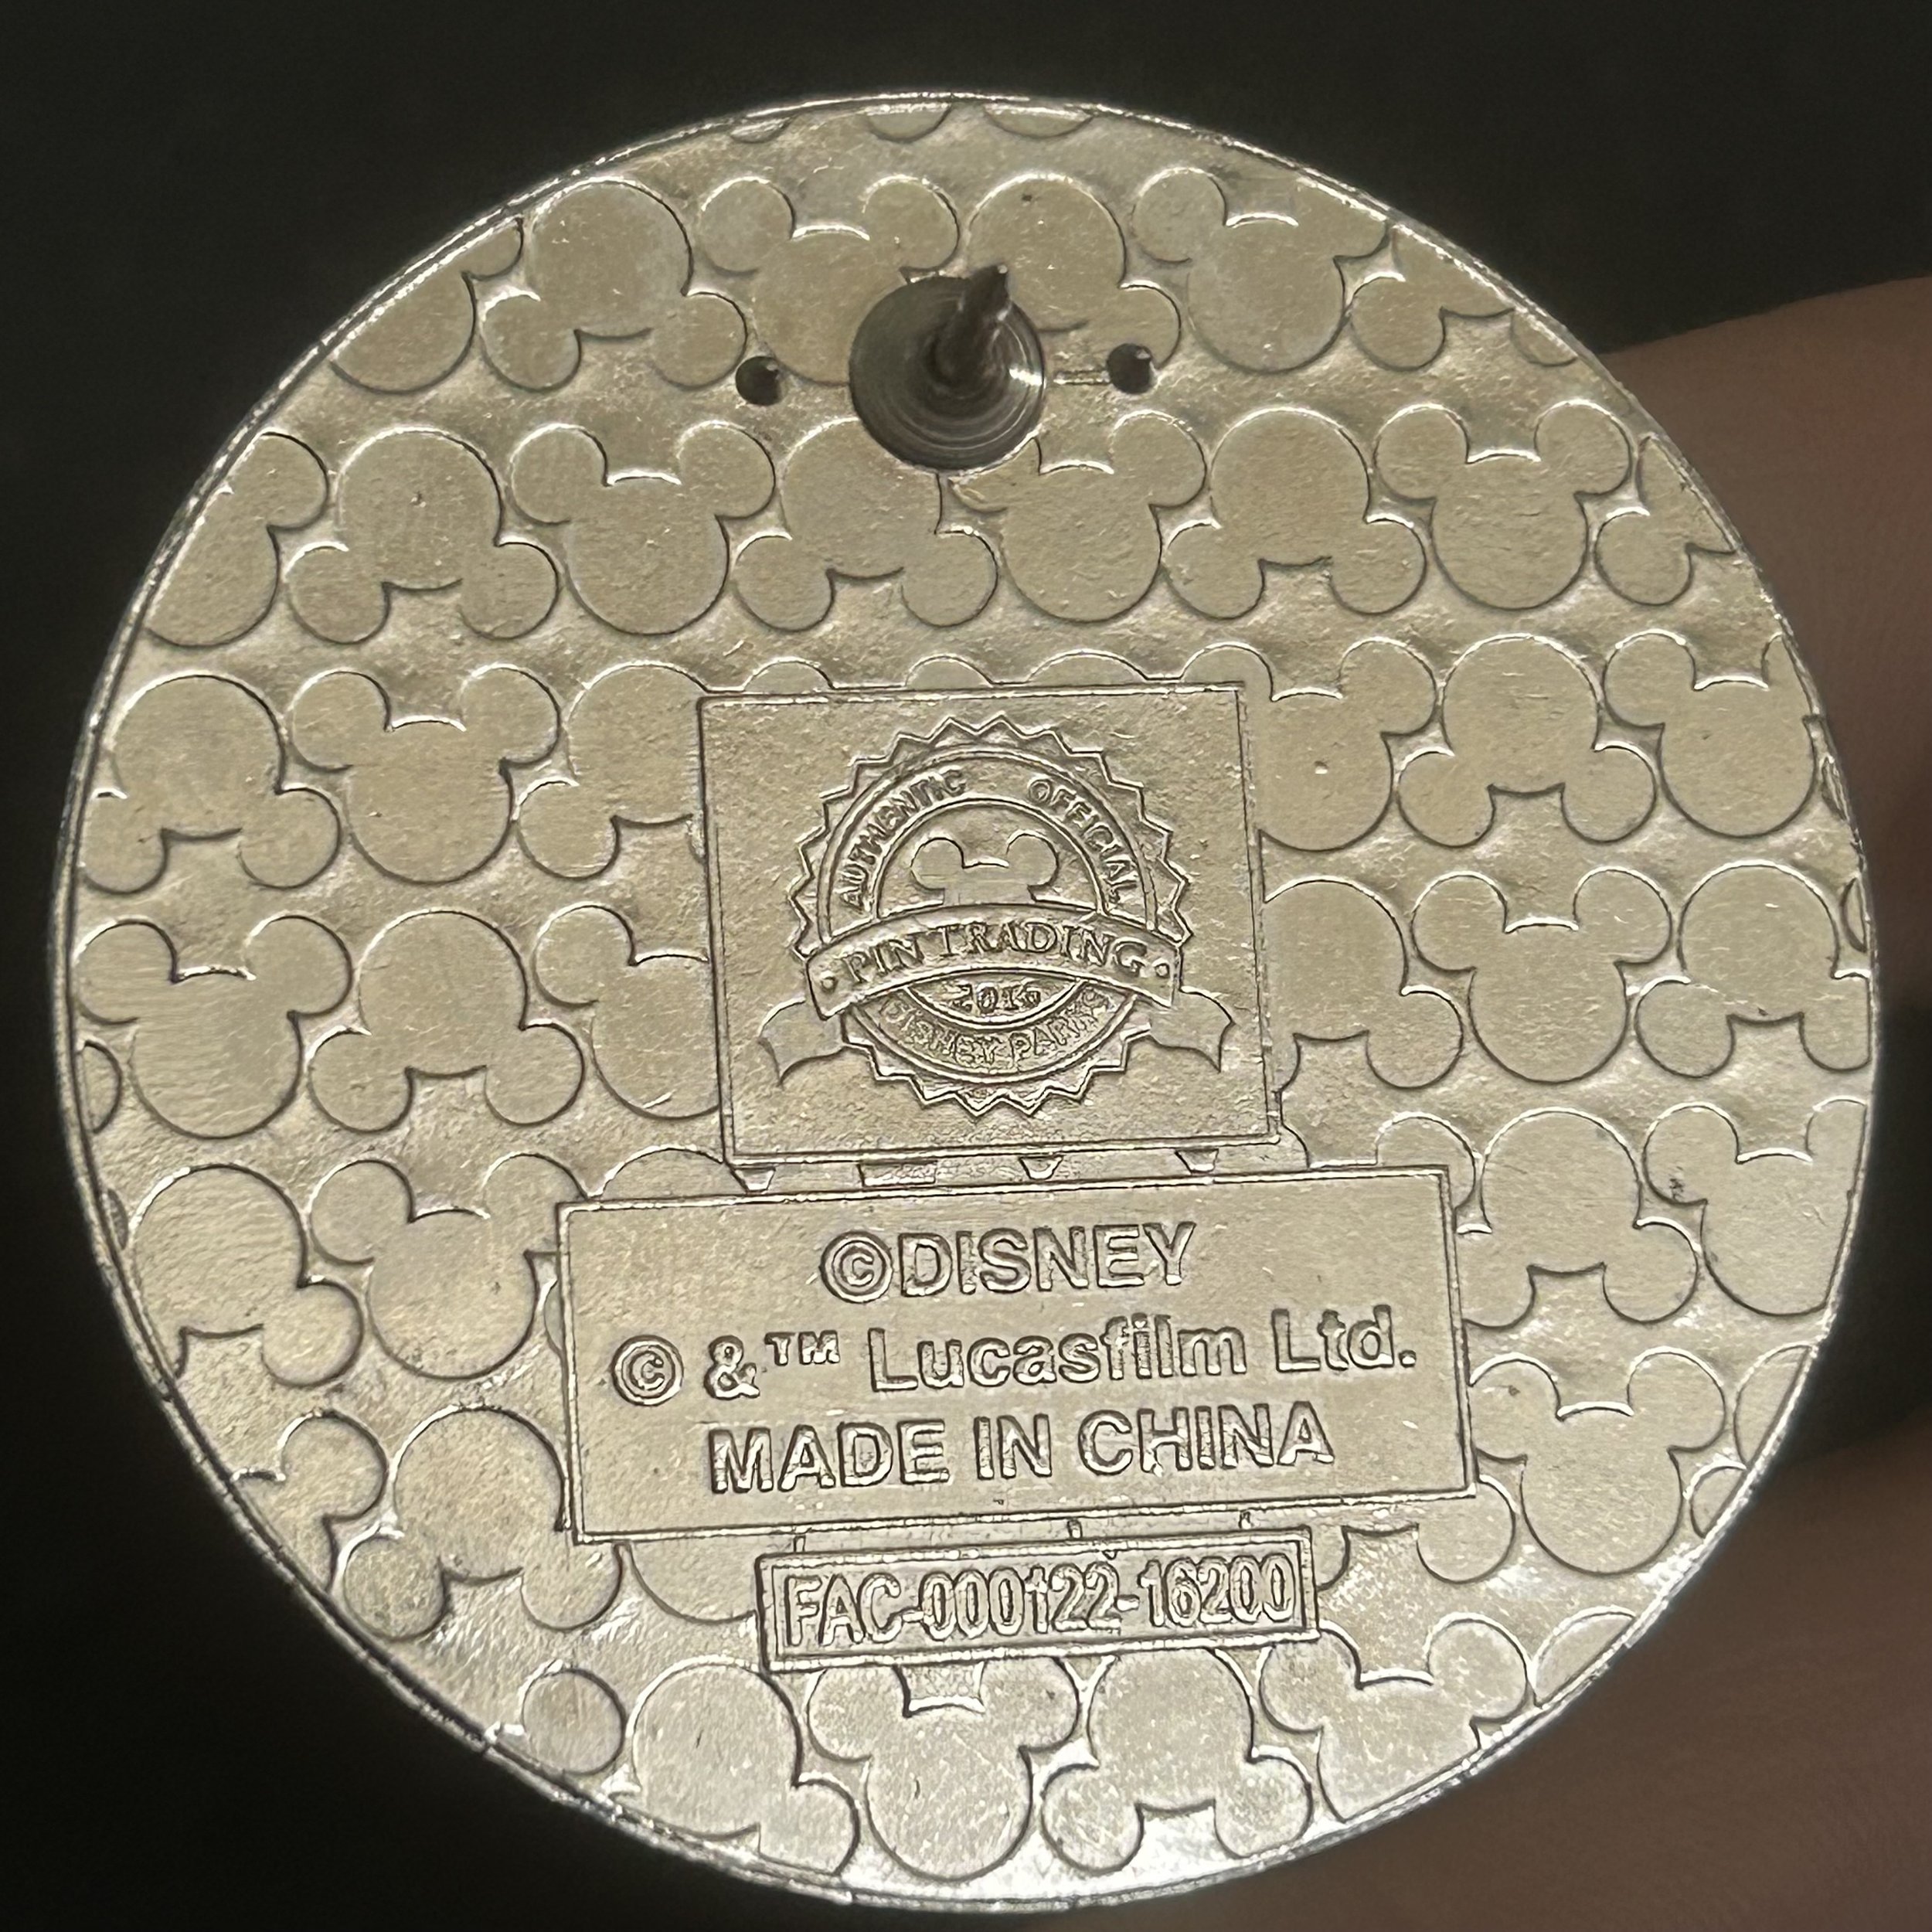 AUTHENTIC OFFICIAL
PIN TRADING
2016
DISNEY PARKS
©DISNEY
© &™ Lucasfilm Ltd.
MADE IN CHINA
FAC-000122-16200